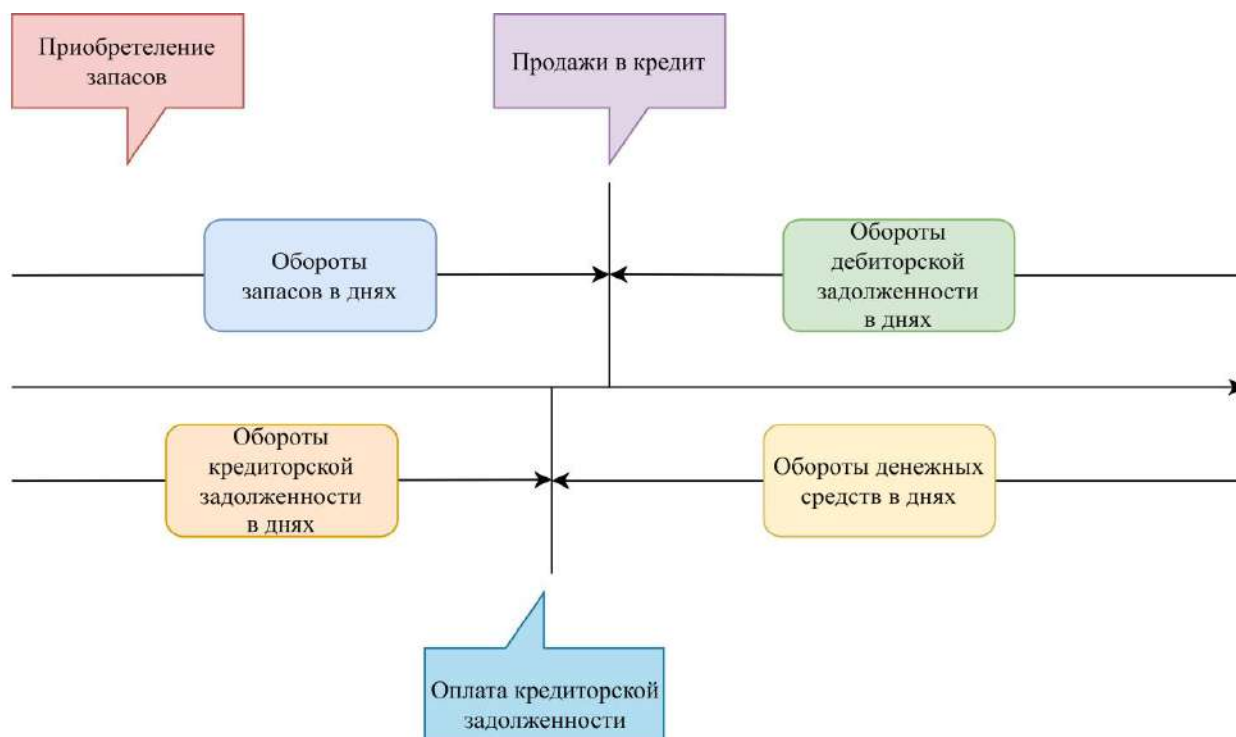 Приобретеление
запасов
Продажи в кредит
Обороты
запасов в днях
Обороты
дебиторской
задолженности
в днях
Обороты
кредиторской
задолженности
в днях
Обороты денежных
средств в днях
Оплата кредиторской
задолженности